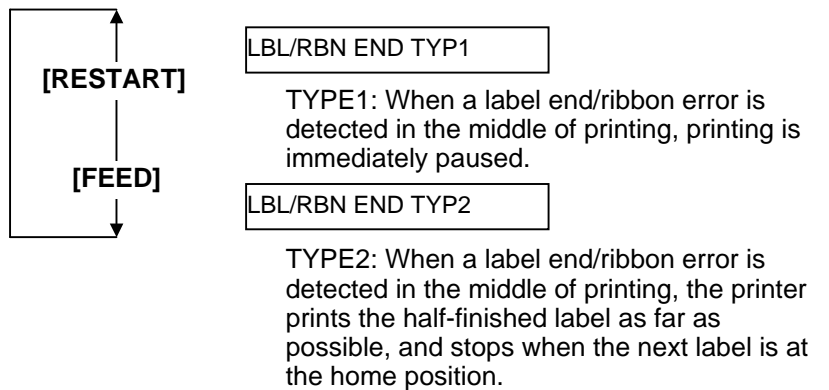 [RESTART]
[FEED]
LBL/RBN END TYP1
TYPE1: When a label end/ribbon error is
detected in the middle of printing, printing is
immediately paused.
LBL/RBN END TYP2
TYPE2: When a label end/ribbon error is
detected in the middle of printing, the printer
prints the half-finished label as far as
possible, and stops when the next label is at
the home position.